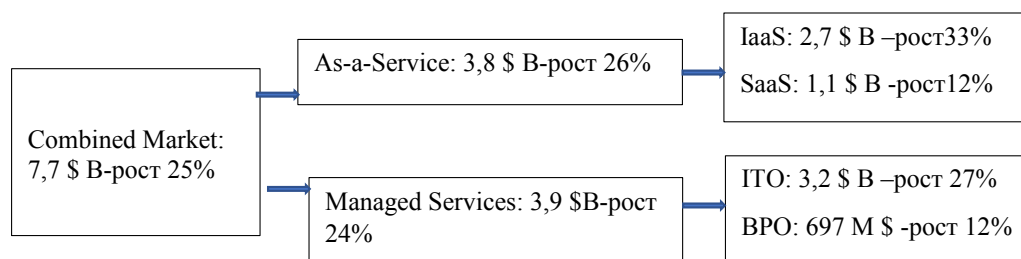 Combined Market:
7,7 $ B-рост 25%
As-a-Service: 3,8 $ B-рост 26%
IaaS: 2,7 $ B –рост33%
SaaS: 1,1 $ B -рост12%
Managed Services: 3,9 $B-рост
24%
ITO: 3,2 $ B –рост 27%
BPO: 697 M $ -рост 12%